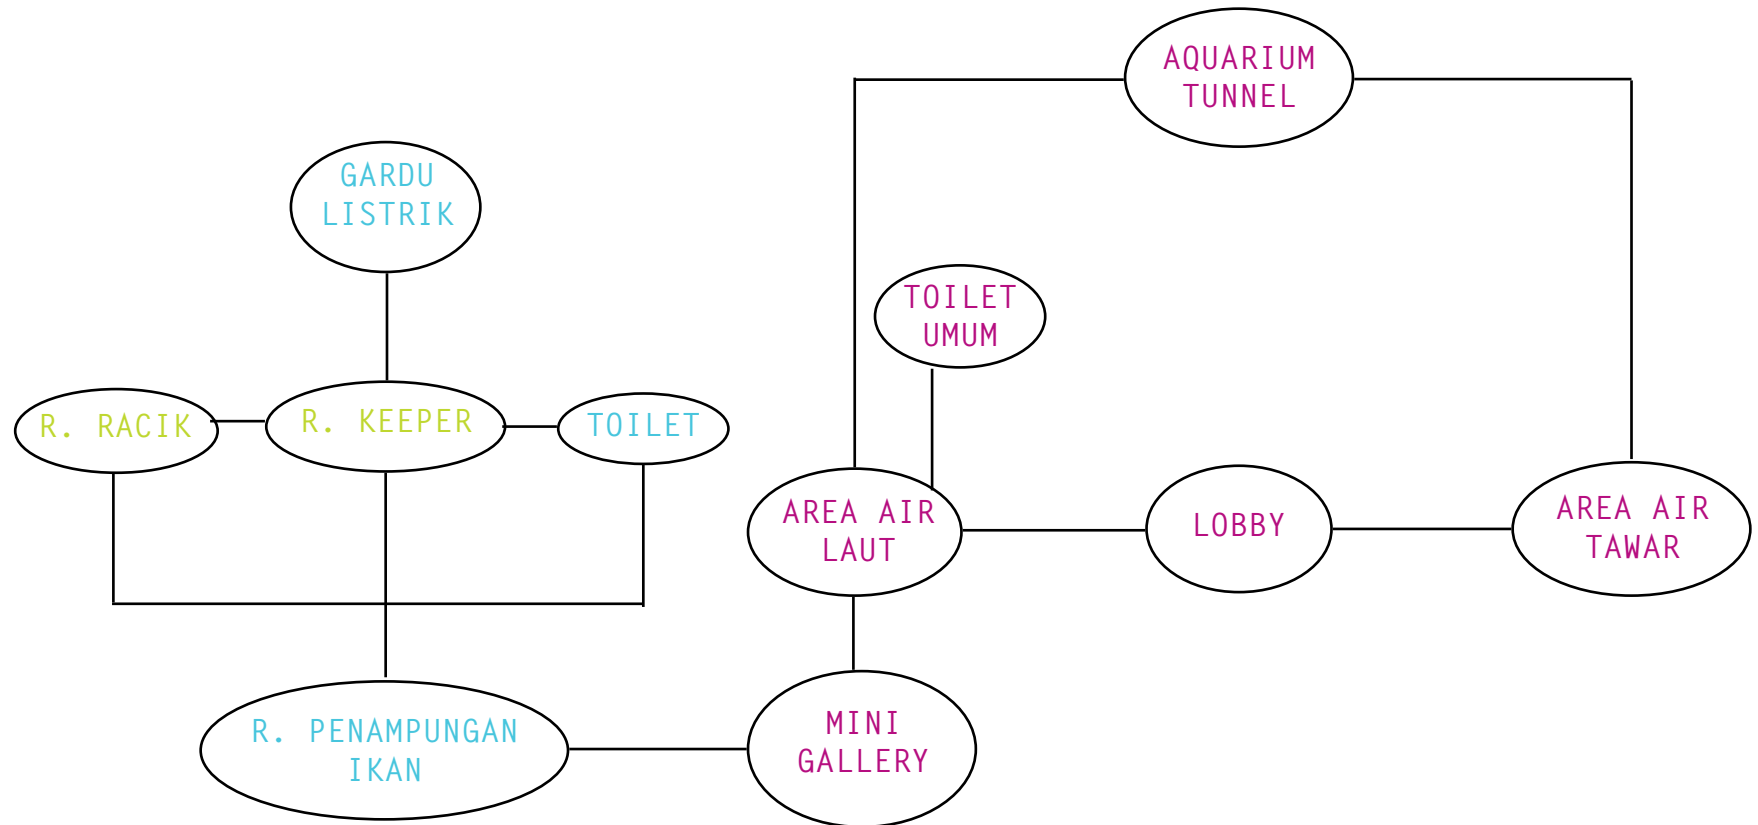 AQUARIUM
TUNNEL
GARDU
LISTRIK
TOILET
UMUM
R. RACIK
R. KEEPER
TOILET
AREA AIR
LAUT
LOBBY
AREA AIR
TAWAR
R. PENAMPUNGAN
IKAN
MINI
GALLERY